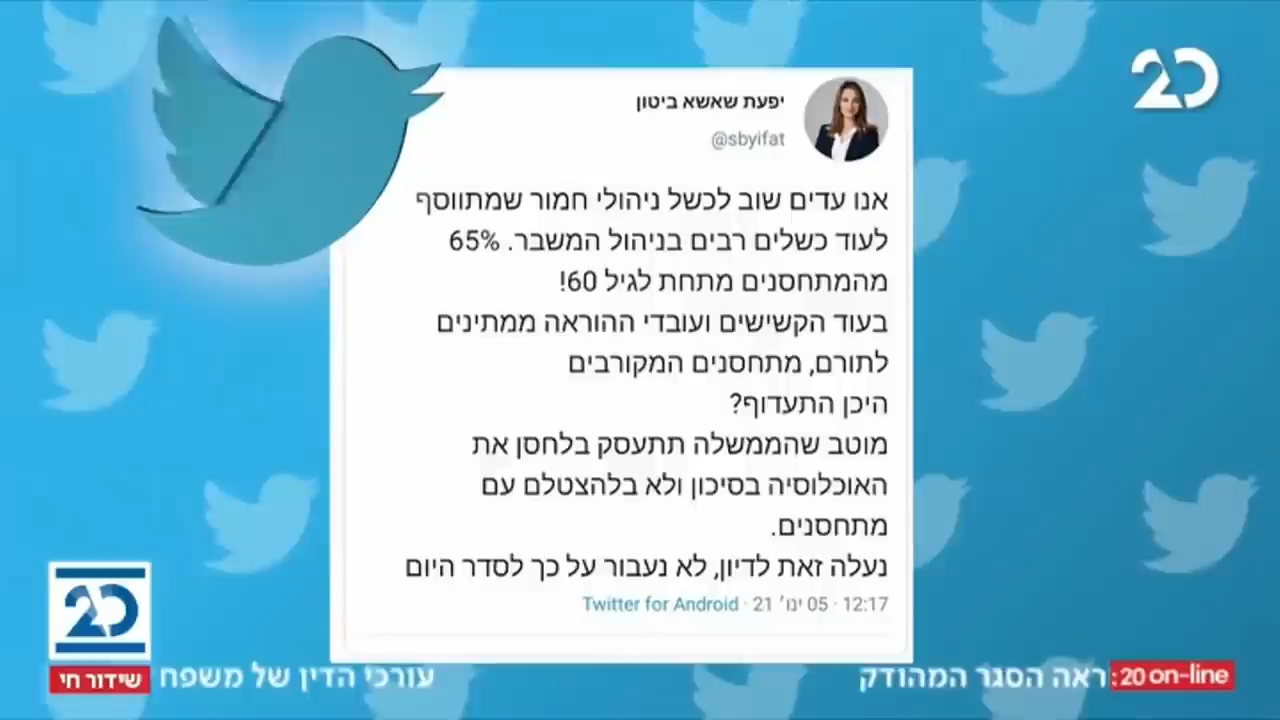 20
יפעת שאשא ביטון
@sbyifat
אנו עדים שוב לכשל ניהולי חמור שמתווסף
לעוד כשלים רבים בניהול המשבר. 65%
מהמתחסנים מתחת לגיל 60!
בעוד הקשישים ועובדי ההוראה ממתינים
לתורם, מתחסנים המקורבים
היכן התעדוף?
מוטב שהממשלה תתעסק בלחסן את
האוכלוסיה בסיכון ולא בלהצטלם עם
מתחסנים.
נעלה זאת לדיון, לא נעבור על כך לסדר היום
12:17 · 05 ינו׳ 21 · Twitter for Android
20
שידור חי
20 on-line: ראה הסגר המהודק
עורכי הדין של משפח